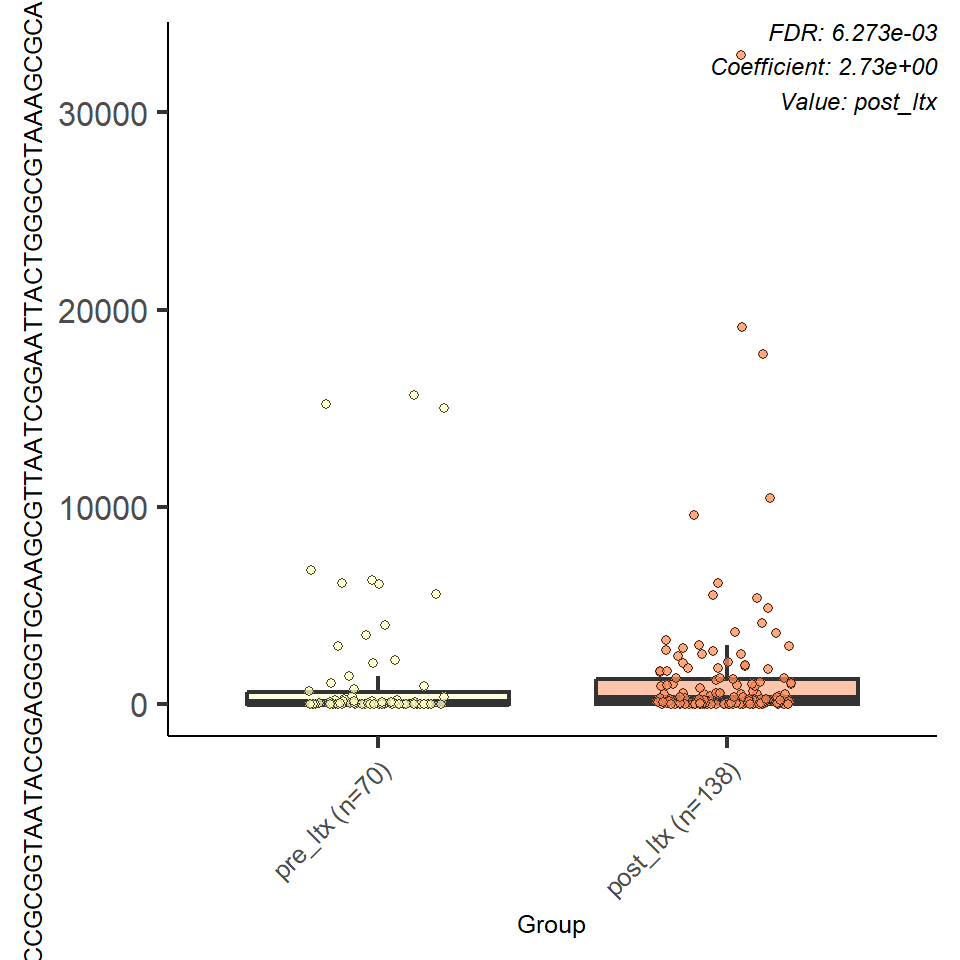 FDR: 6.273e-03
Coefficient: 2.73e+00
Value: post_ltx
CCGCGGTAATACGGAGGGTGCAAGCGTTAATCGGAATTACTGGGCGTAAAGCGCA
30000
20000
10000
0
pre_ltx (n=70)
post_ltx (n=138)
Group